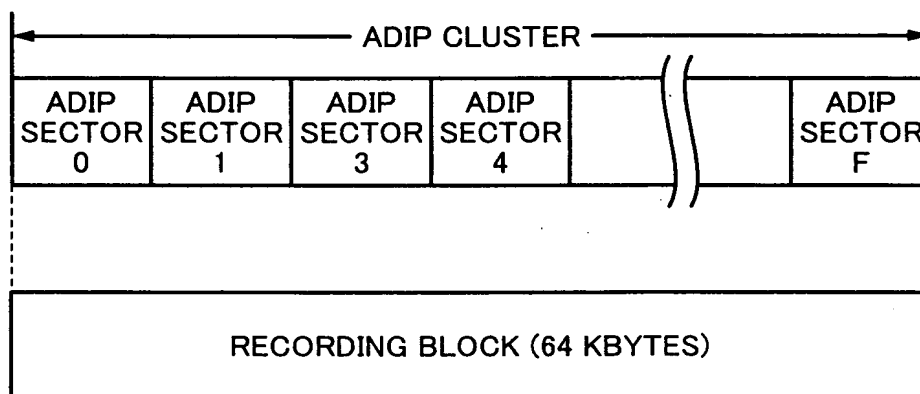 ADIP CLUSTER
ADIP SECTOR 0
ADIP SECTOR 1
ADIP SECTOR 3
ADIP SECTOR 4
ADIP SECTOR F
RECORDING BLOCK (64 KBYTES)